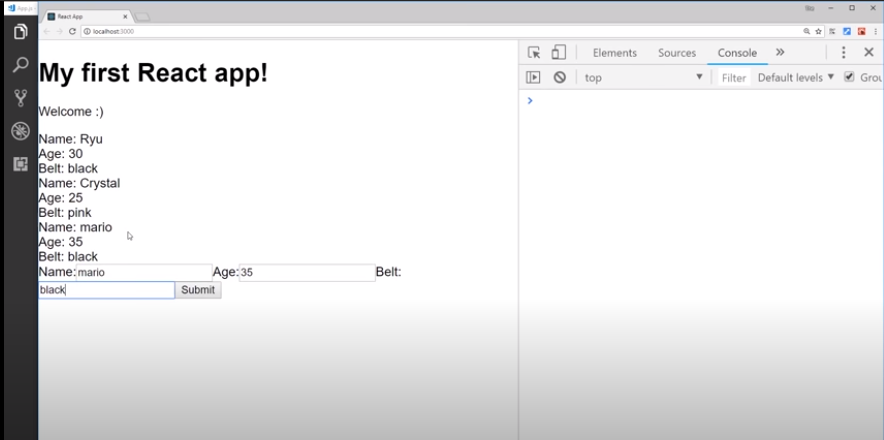 App.js
React App
localhost:3000
Elements Sources Console »
top Filter Default levels Grou
My first React app!
Welcome :)
Name: Ryu
Age: 30
Belt: black
Name: Crystal
Age: 25
Belt: pink
Name: mario
Age: 35
Belt: black
Name: mario Age: 35 Belt:
black Submit